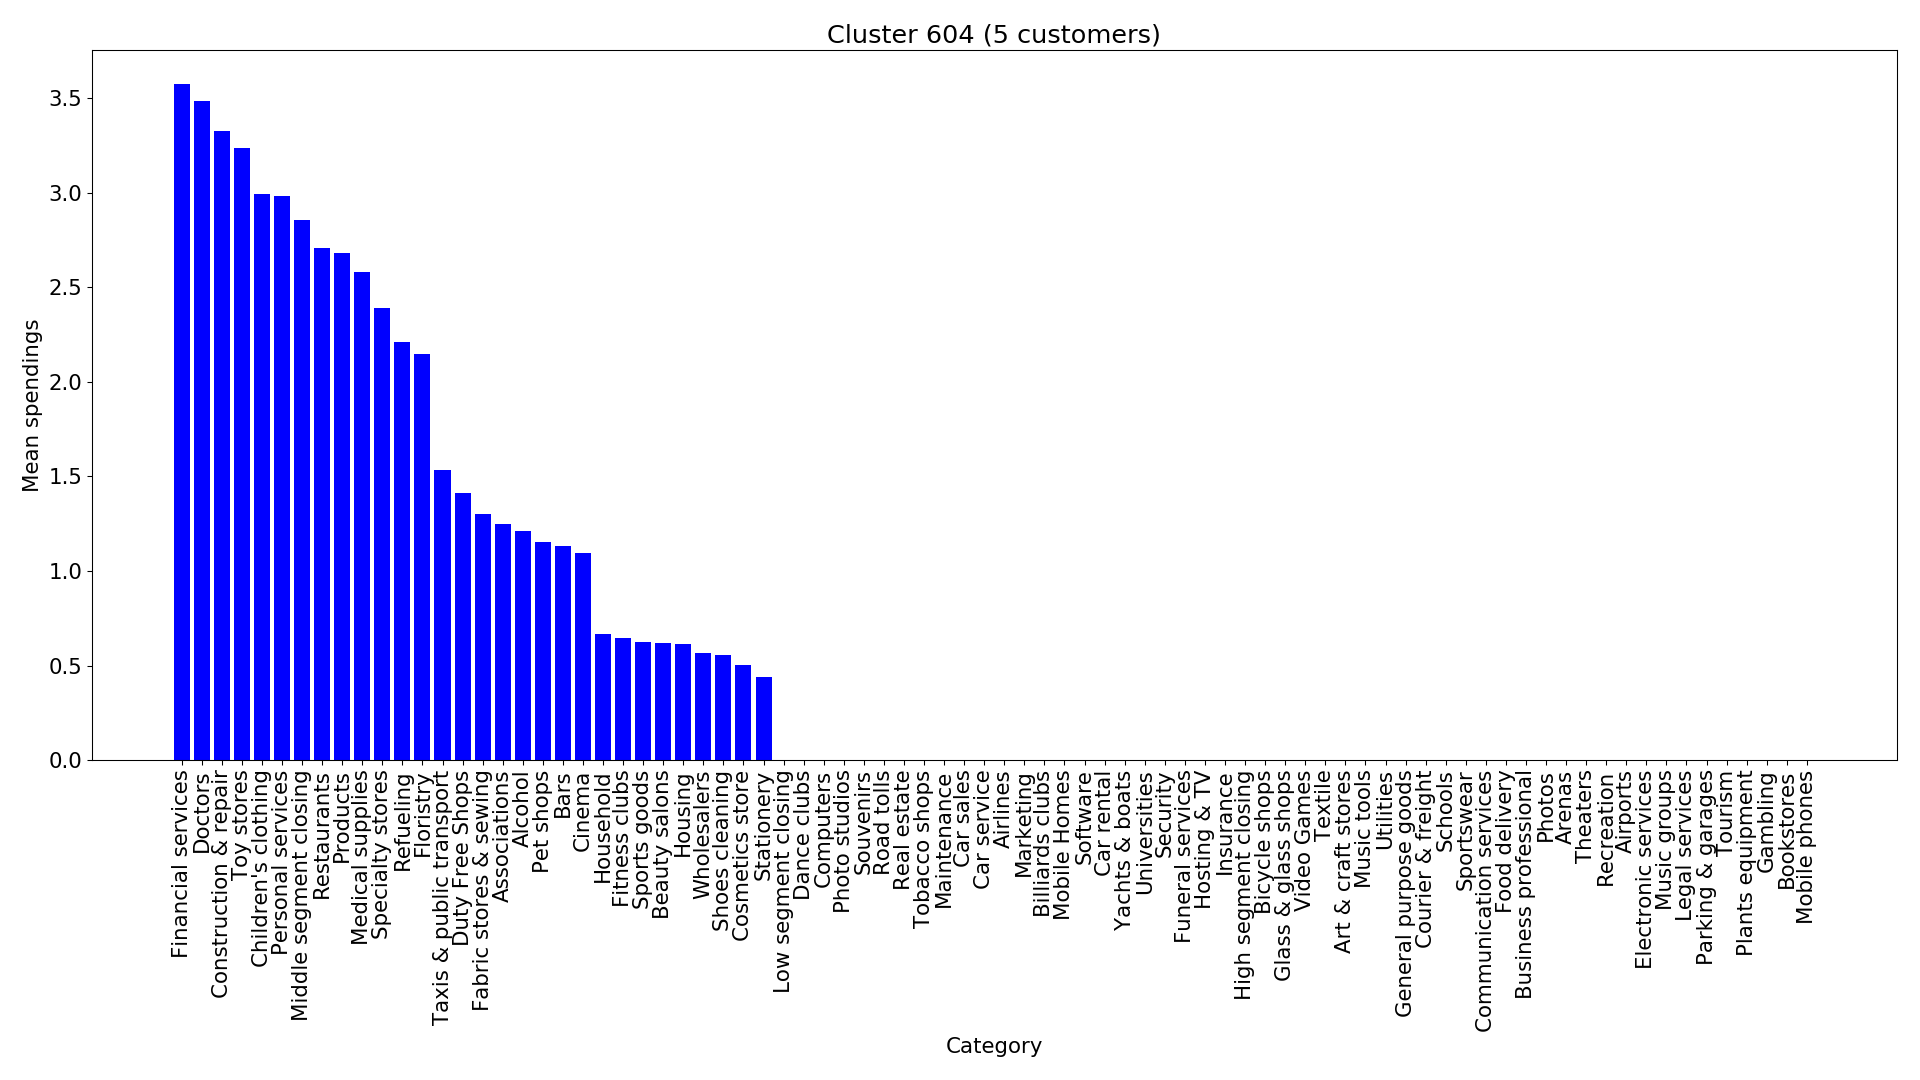 Cluster 604 (5 customers)
Mean spendings
3.5
3.0
2.5
2.0
1.5
1.0
0.5
0.0
Financial services
Doctors
Construction & repair
Toy stores
Children's clothing
Personal services
Middle segment closing
Restaurants
Products
Medical supplies
Specialty stores
Refueling
Floristry
Taxis & public transport
Duty Free Shops
Fabric stores & sewing
Associations
Alcohol
Pet shops
Bars
Cinema
Household
Fitness clubs
Sports goods
Beauty salons
Housing
Wholesalers
Shoes cleaning
Cosmetics store
Stationery
Low segment closing
Dance clubs
Computers
Photo studios
Souvenirs
Road tolls
Real estate
Tobacco shops
Maintenance
Car sales
Car service
Airlines
Marketing
Billiards clubs
Mobile Homes
Software
Car rental
Yachts & boats
Universities
Security
Funeral services
Hosting & TV
Insurance
High segment closing
Bicycle shops
Glass & glass shops
Video Games
Textile
Art & craft stores
Music tools
Utilities
General purpose goods
Courier & freight
Schools
Sportswear
Communication services
Food delivery
Business professional
Photos
Arenas
Theaters
Recreation
Airports
Electronic services
Music groups
Legal services
Parking & garages
Tourism
Plants equipment
Gambling
Bookstores
Mobile phones
Category